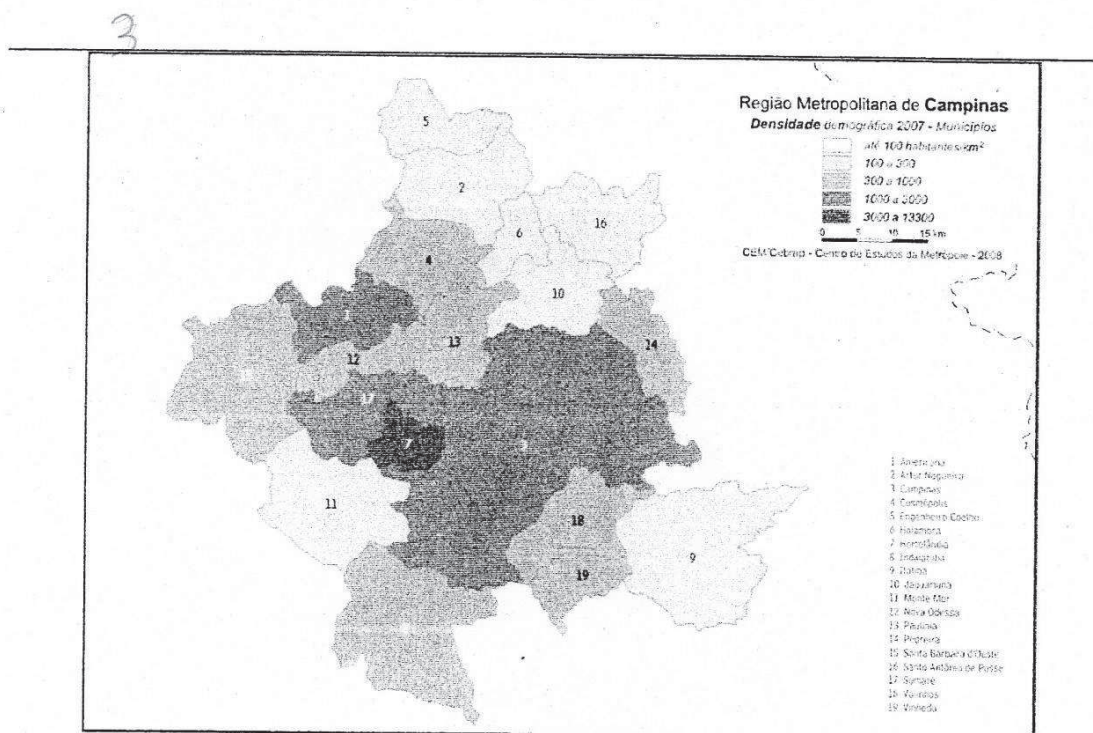 3
Região Metropolitana de Campinas
Densidade demográfica 2007 - Municípios
até 100 habitantes/km²
100 a 300
300 a 1000
1000 a 3000
3000 a 13300
0 5 10 15 km
CEM/Cebrap - Centro de Estudos da Metrópole - 2008
5
2
16
6
4
10
1
13
14
12
17
7
3
11
18
9
19
1 Americana
2 Artur Nogueira
3 Campinas
4 Cosmópolis
5 Engenheiro Coelho
6 Holambra
7 Hortolândia
8 Indaiatuba
9 Itatiba
10 Jaguariúna
11 Monte Mor
12 Nova Odessa
13 Paulínia
14 Pedreira
15 Santa Bárbara d'Oeste
16 Santo Antônio de Posse
17 Sumaré
18 Valinhos
19 Vinhedo